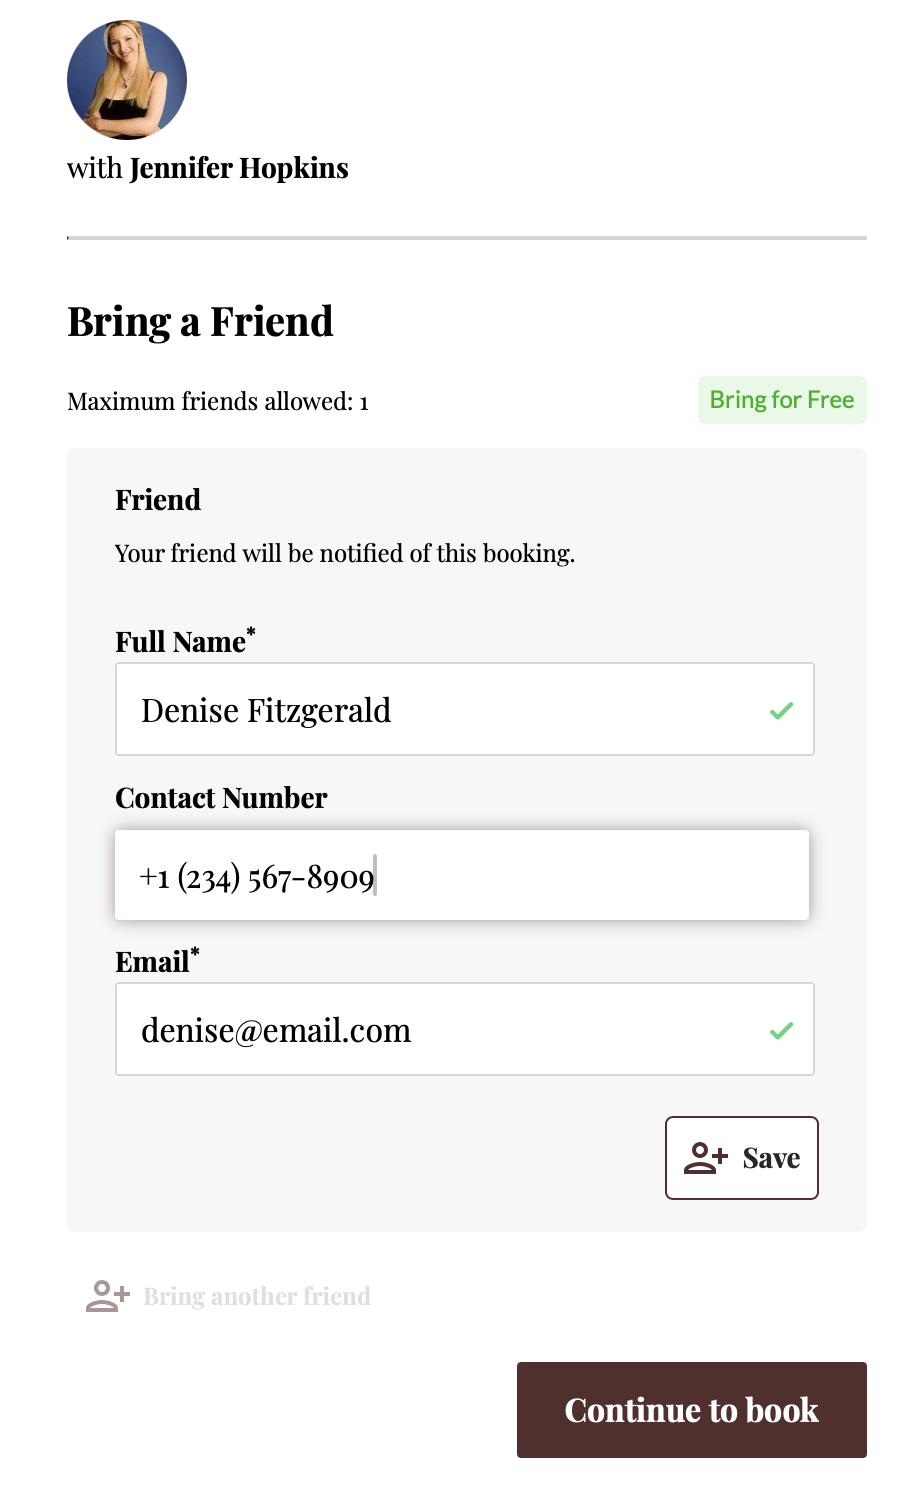 with Jennifer Hopkins
Bring a Friend
Maximum friends allowed: 1
Bring for Free
Friend
Your friend will be notified of this booking.
Full Name*
Denise Fitzgerald
Contact Number
+1 (234) 567-8909
Email*
denise@email.com
Save
Bring another friend
Continue to book